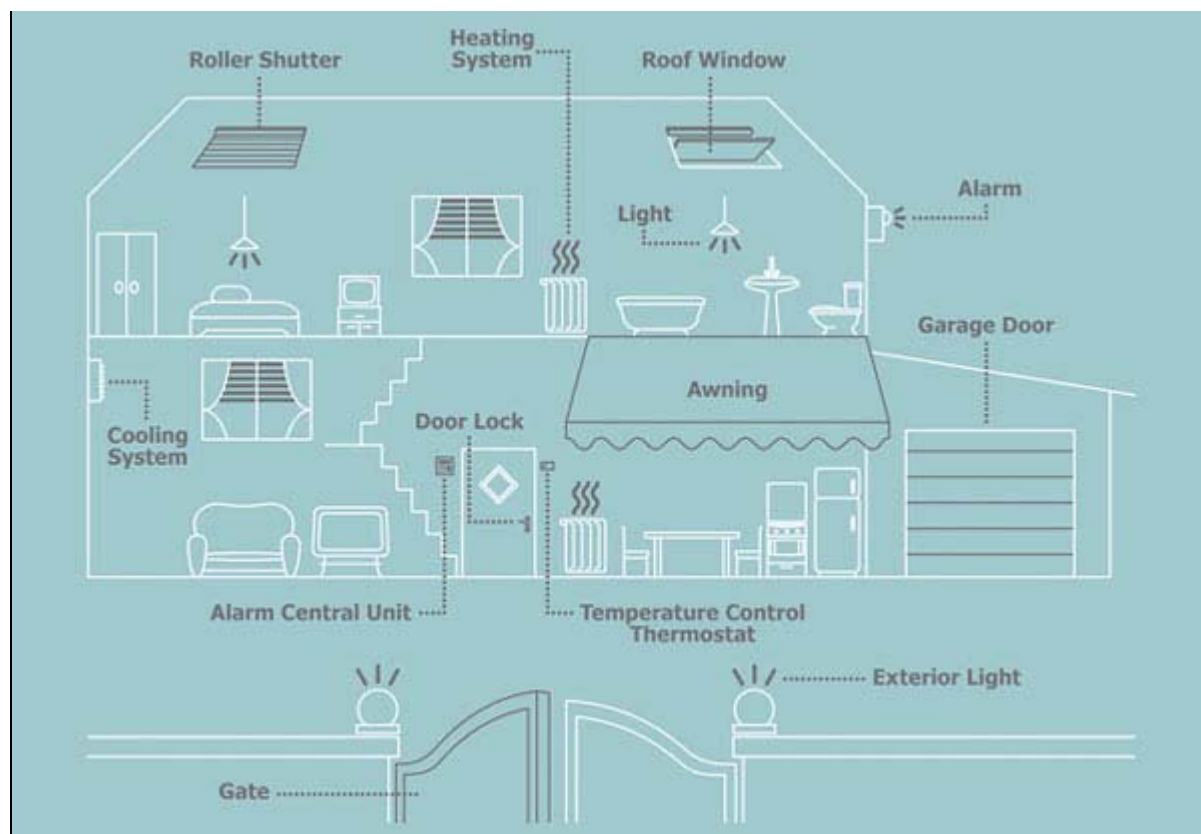 Heating
System
Roller Shutter
Roof Window
Alarm
Light
Garage Door
Awning
Door Lock
Cooling
System
Alarm Central Unit
Temperature Control
Thermostat
Exterior Light
Gate